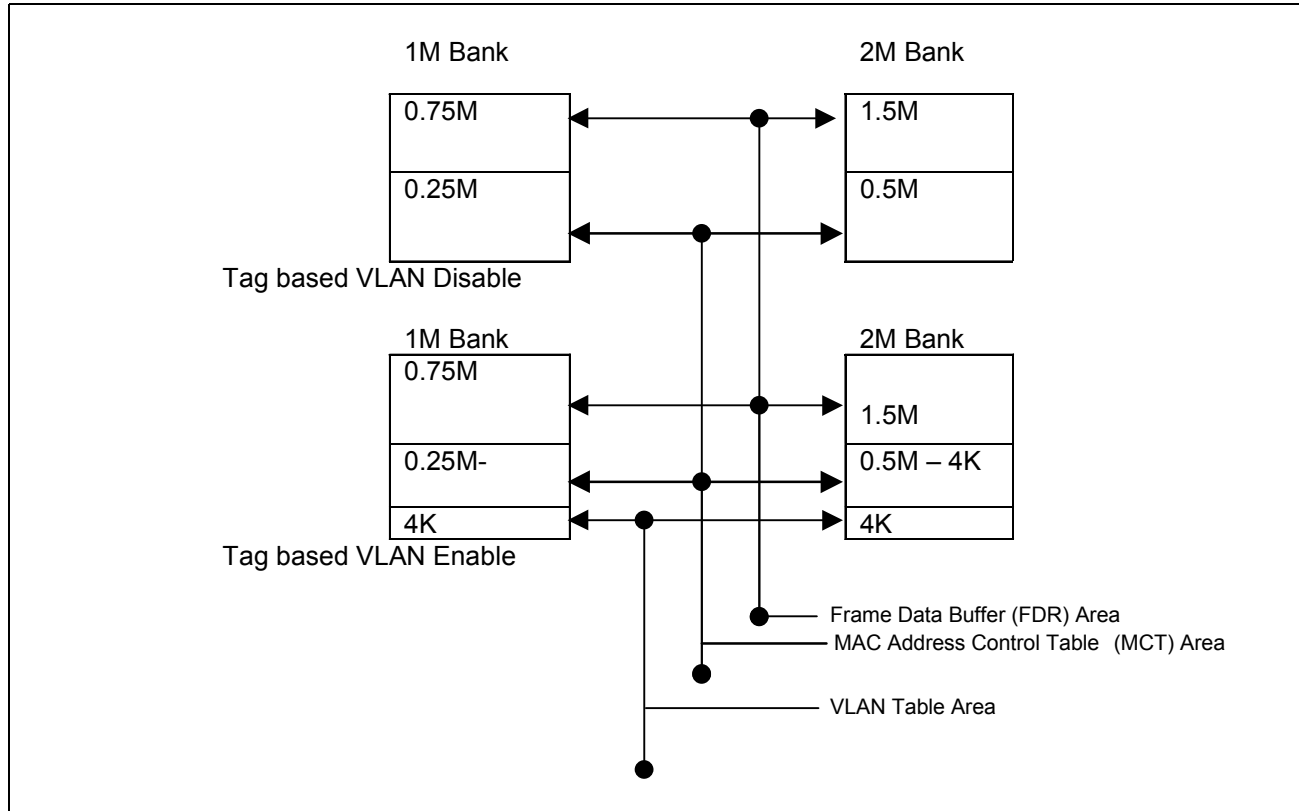 1M Bank
2M Bank
0.75M
1.5M
0.25M
0.5M
Tag based VLAN Disable
1M Bank
2M Bank
0.75M
1.5M
0.25M-
0.5M – 4K
4K
4K
Tag based VLAN Enable
Frame Data Buffer (FDR) Area
MAC Address Control Table (MCT) Area
VLAN Table Area